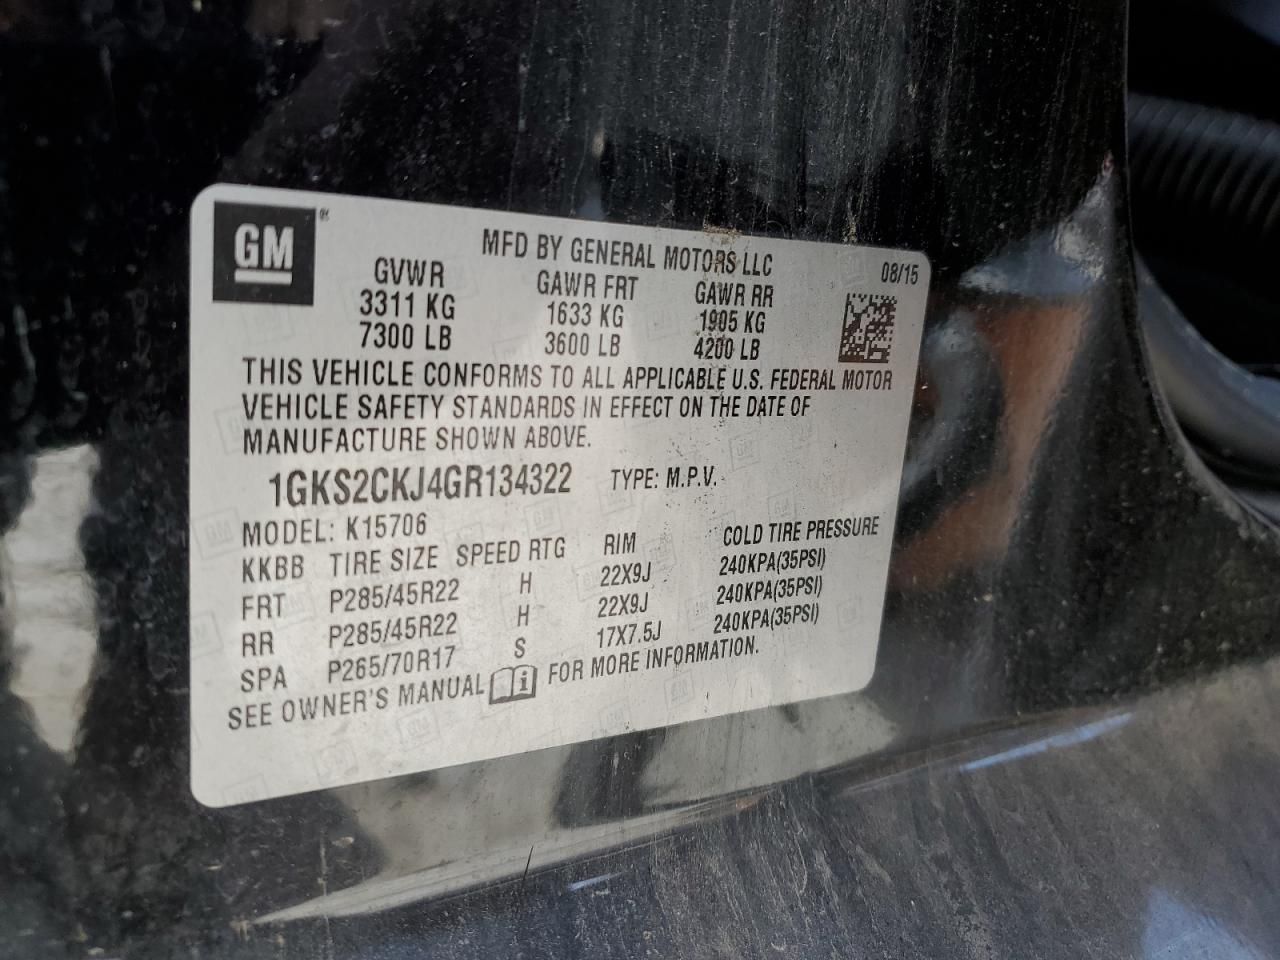 GM
MFD BY GENERAL MOTORS LLC 08/15
GVWR GAWR FRT GAWR RR
3311 KG 1633 KG 1905 KG
7300 LB 3600 LB 4200 LB
THIS VEHICLE CONFORMS TO ALL APPLICABLE U.S. FEDERAL MOTOR
VEHICLE SAFETY STANDARDS IN EFFECT ON THE DATE OF
MANUFACTURE SHOWN ABOVE.
1GKS2CKJ4GR134322 TYPE: M.P.V.
MODEL: K15706
KKBB TIRE SIZE SPEED RTG RIM COLD TIRE PRESSURE
FRT P285/45R22 H 22X9J 240KPA(35PSI)
RR P285/45R22 H 22X9J 240KPA(35PSI)
SPA P265/70R17 S 17X7.5J 240KPA(35PSI)
SEE OWNER'S MANUAL FOR MORE INFORMATION.